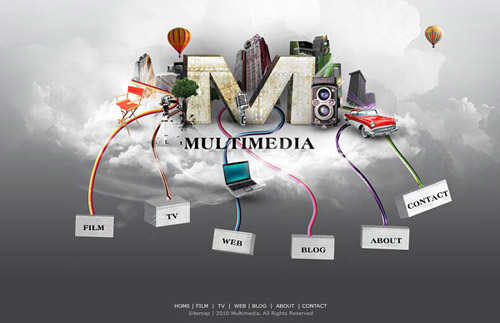 M
MULTIMEDIA
FILM
TV
WEB
BLOG
ABOUT
CONTACT
HOME | FILM | TV | WEB | BLOG | ABOUT | CONTACT
Sitemap | 2010 Multimedia. All Rights Reserved